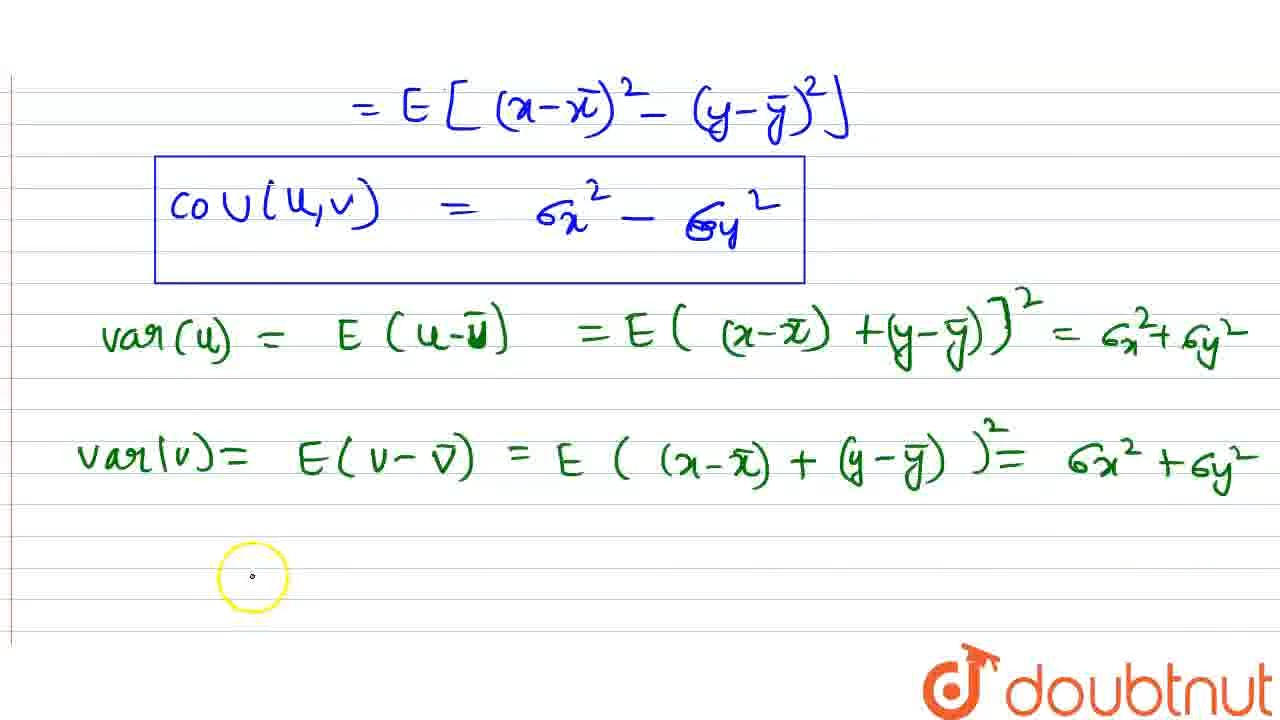 = E [ (x - x̄)² - (y - ȳ)² ]
cov(u,v) = σx² - σy²
var(u) = E (u - ū) = E ( (x - x̄) + (y - ȳ) ]² = σx² + σy²
var(v) = E (v - v̄) = E ( (x - x̄) + (y - ȳ) )² = σx² + σy²
doubtnut